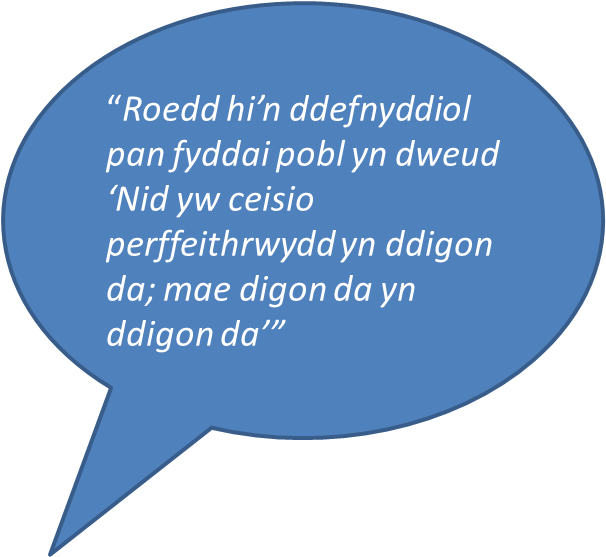 “Roedd hi’n ddefnyddiol
pan fyddai pobl yn dweud
‘Nid yw ceisio
perffeithrwydd yn ddigon
da; mae digon da yn
ddigon da’”